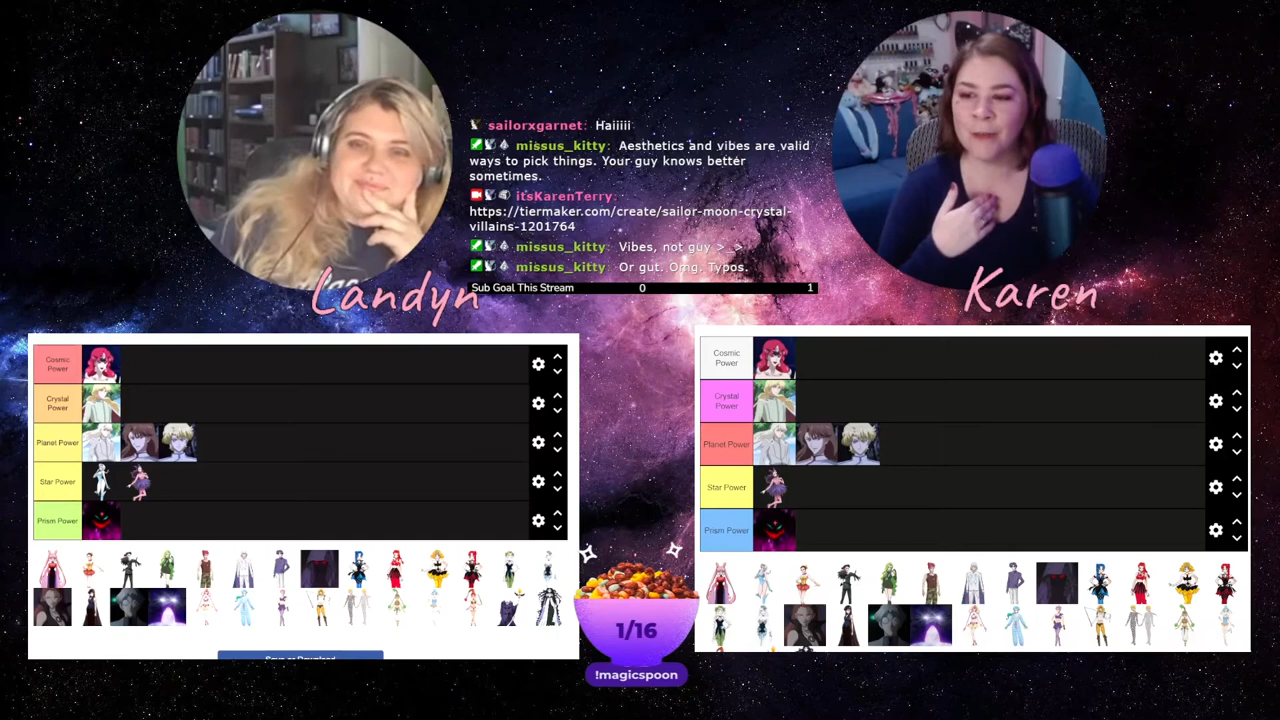 sailorxgarnet: Haiiiii
missus_kitty: Aesthetics and vibes are valid
ways to pick things. Your guy knows better
sometimes.
itsKarenTerry:
https://tiermaker.com/create/sailor-moon-crystal-
villains-1201764
missus_kitty: Vibes, not guy >_>
missus_kitty: Or gut. Omg. Typos.
Sub Goal This Stream 0 1
Landyn
Karen
Cosmic
Power
Crystal
Power
Planet Power
Star Power
Prism Power
Save or Download
Cosmic
Power
Crystal
Power
Planet Power
Star Power
Prism Power
1/16
!magicspoon